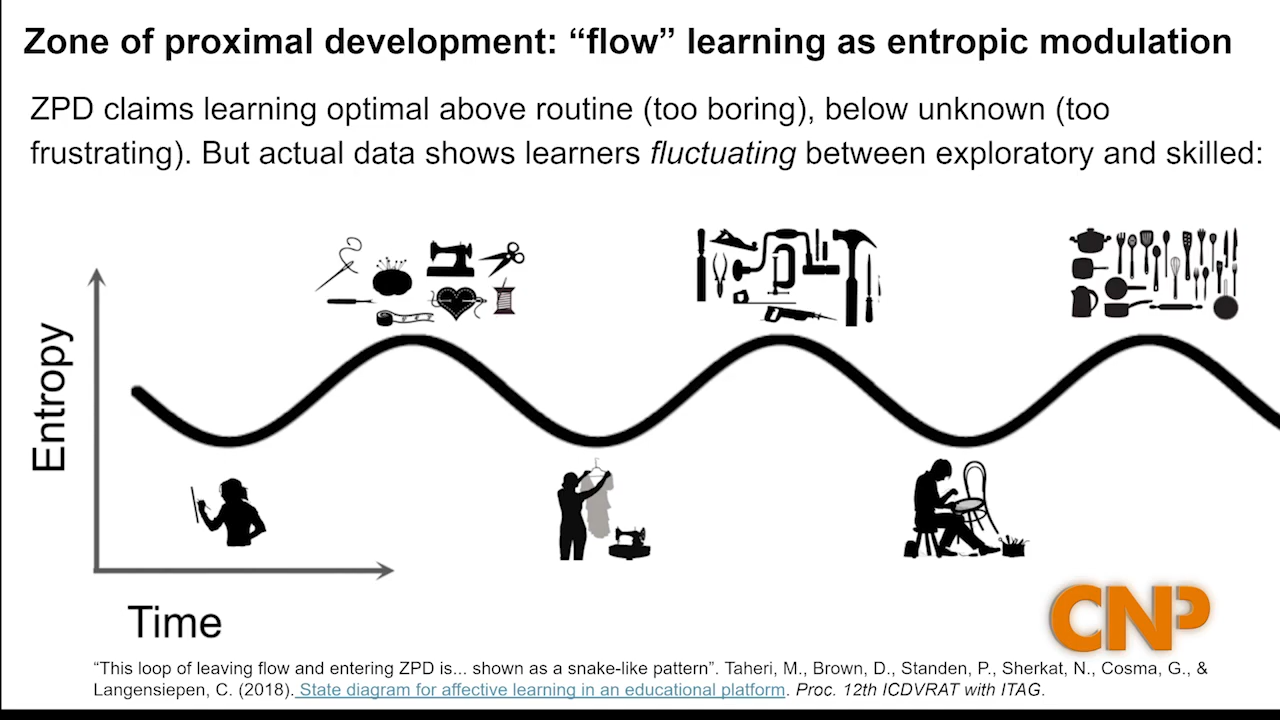 Zone of proximal development: “flow” learning as entropic modulation
ZPD claims learning optimal above routine (too boring), below unknown (too
frustrating). But actual data shows learners fluctuating between exploratory and skilled:
Entropy
Time
CNP
“This loop of leaving flow and entering ZPD is... shown as a snake-like pattern”. Taheri, M., Brown, D., Standen, P., Sherkat, N., Cosma, G., &
Langensiepen, C. (2018). State diagram for affective learning in an educational platform. Proc. 12th ICDVRAT with ITAG.